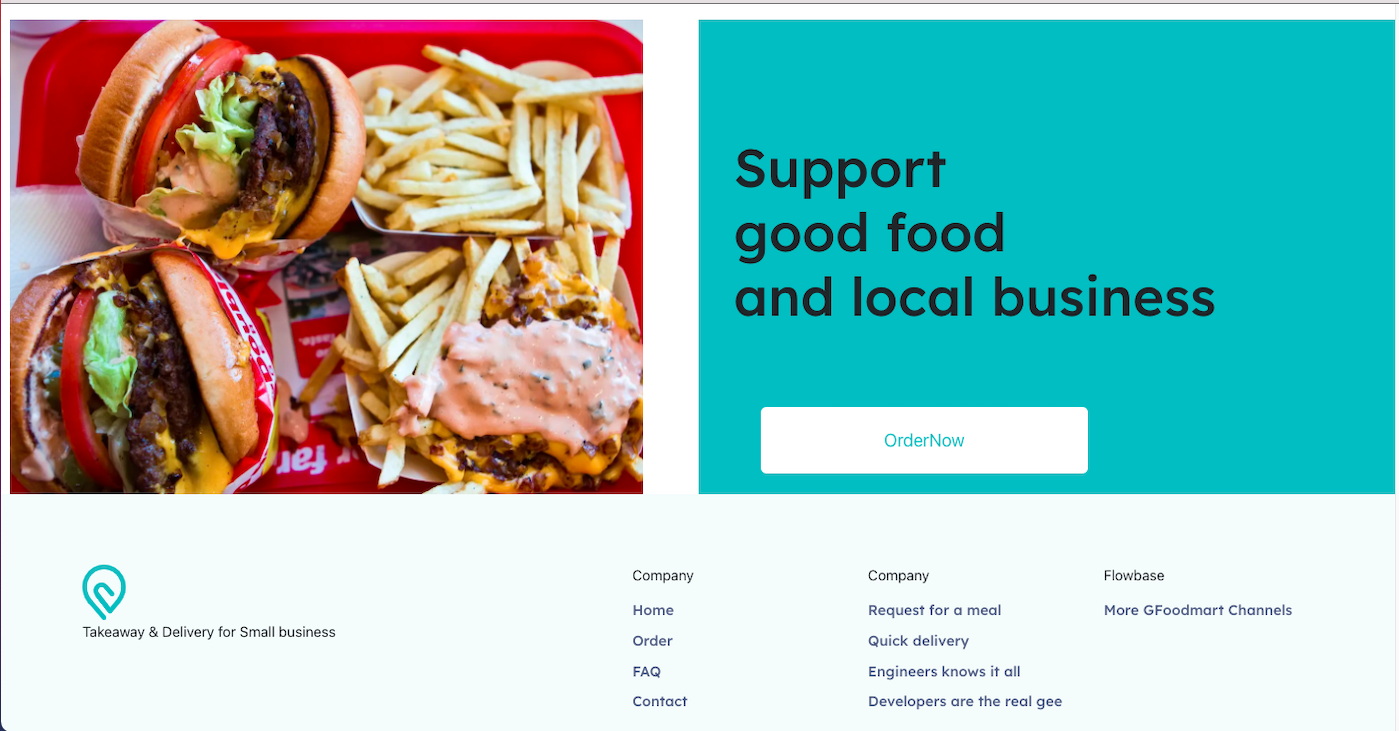 Support
good food
and local business
OrderNow
Takeaway & Delivery for Small business
Company
Home
Order
FAQ
Contact
Company
Request for a meal
Quick delivery
Engineers knows it all
Developers are the real gee
Flowbase
More GFoodmart Channels